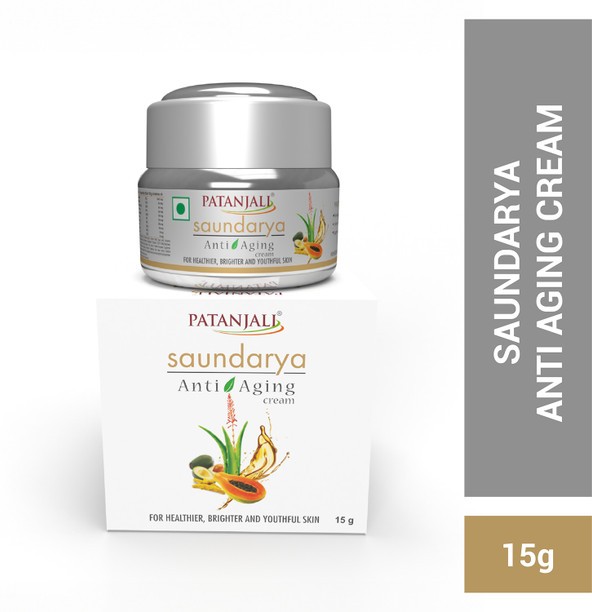 PATANJALI®
saundarya
Anti Aging
cream
FOR HEALTHIER, BRIGHTER AND YOUTHFUL SKIN
PATANJALI®
saundarya
Anti Aging
cream
FOR HEALTHIER, BRIGHTER AND YOUTHFUL SKIN
15 g
SAUNDARYA
ANTI AGING CREAM
15g